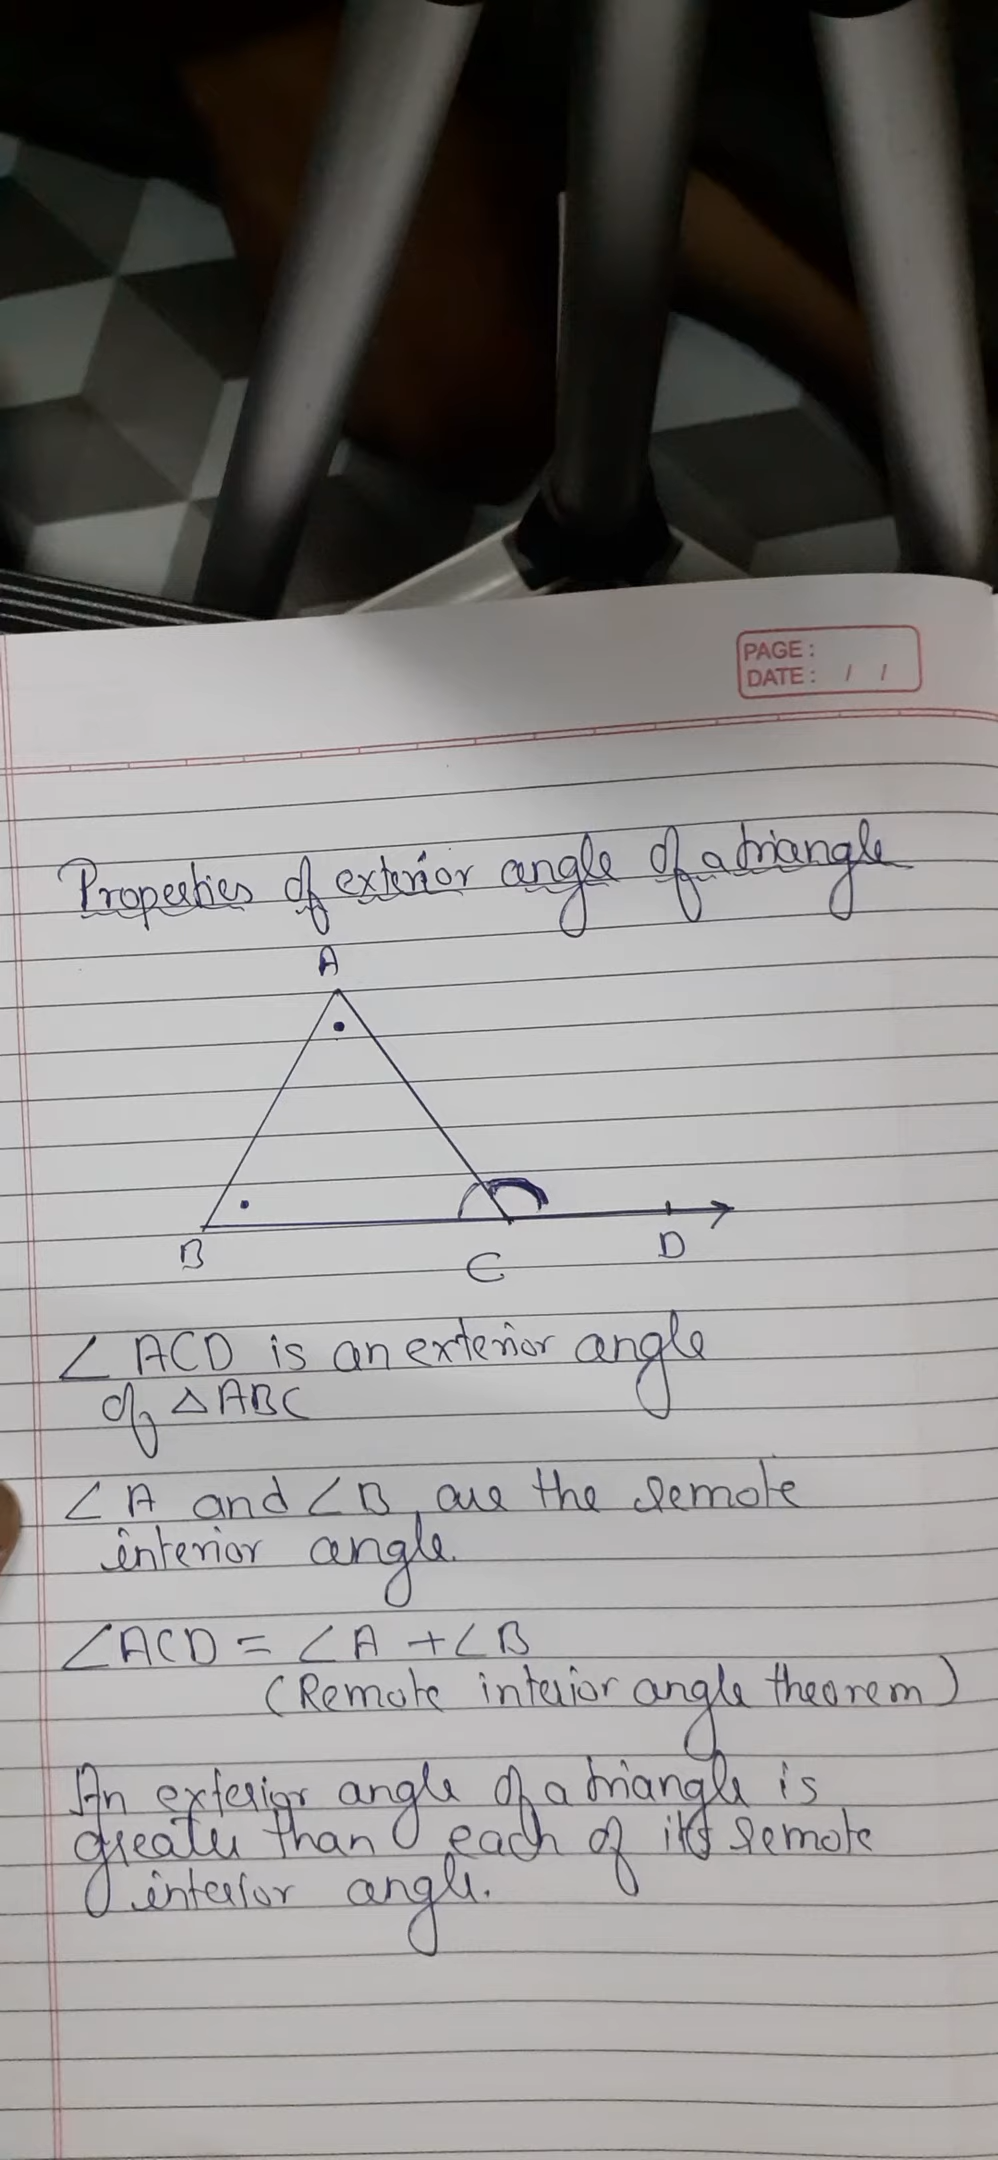 PAGE :
DATE : / /
Properties of exterior angle of a triangle
A
B
C
D
∠ ACD is an exterior angle
of △ABC
∠A and ∠B are the remote
interior angle.
∠ACD = ∠A + ∠B
(Remote interior angle theorem)
An exterior angle of a triangle is
greater than each of its remote
interior angle.